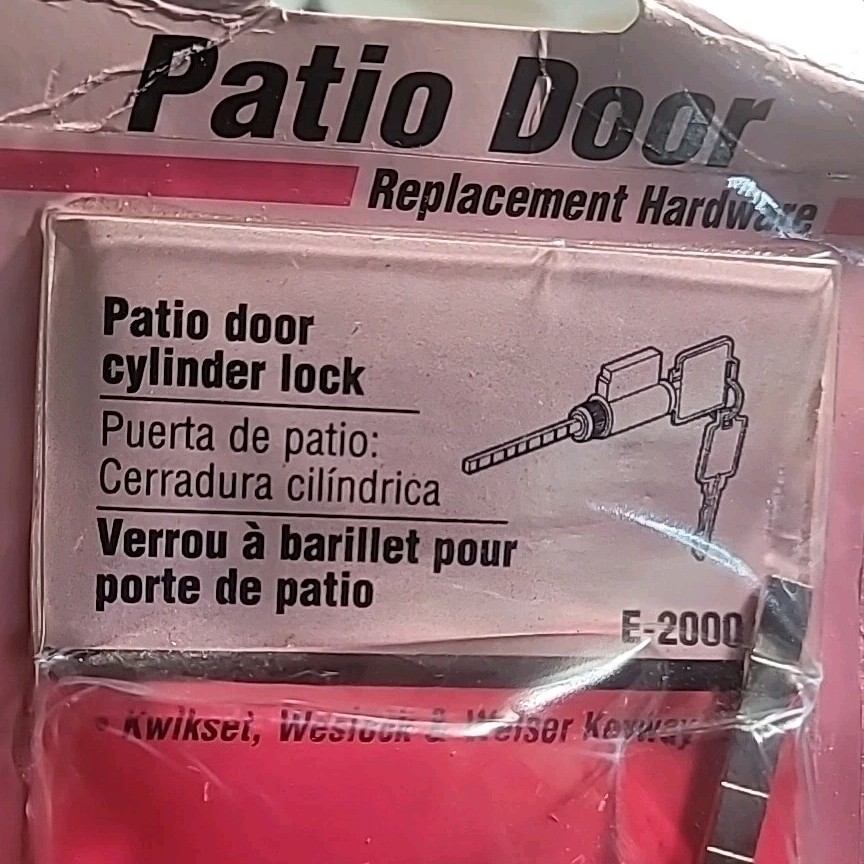 Patio Door
Replacement Hardware
Patio door
cylinder lock
Puerta de patio:
Cerradura cilíndrica
Verrou à barillet pour
porte de patio
E-2000
• Kwikset, Weslock & Weiser Keyway